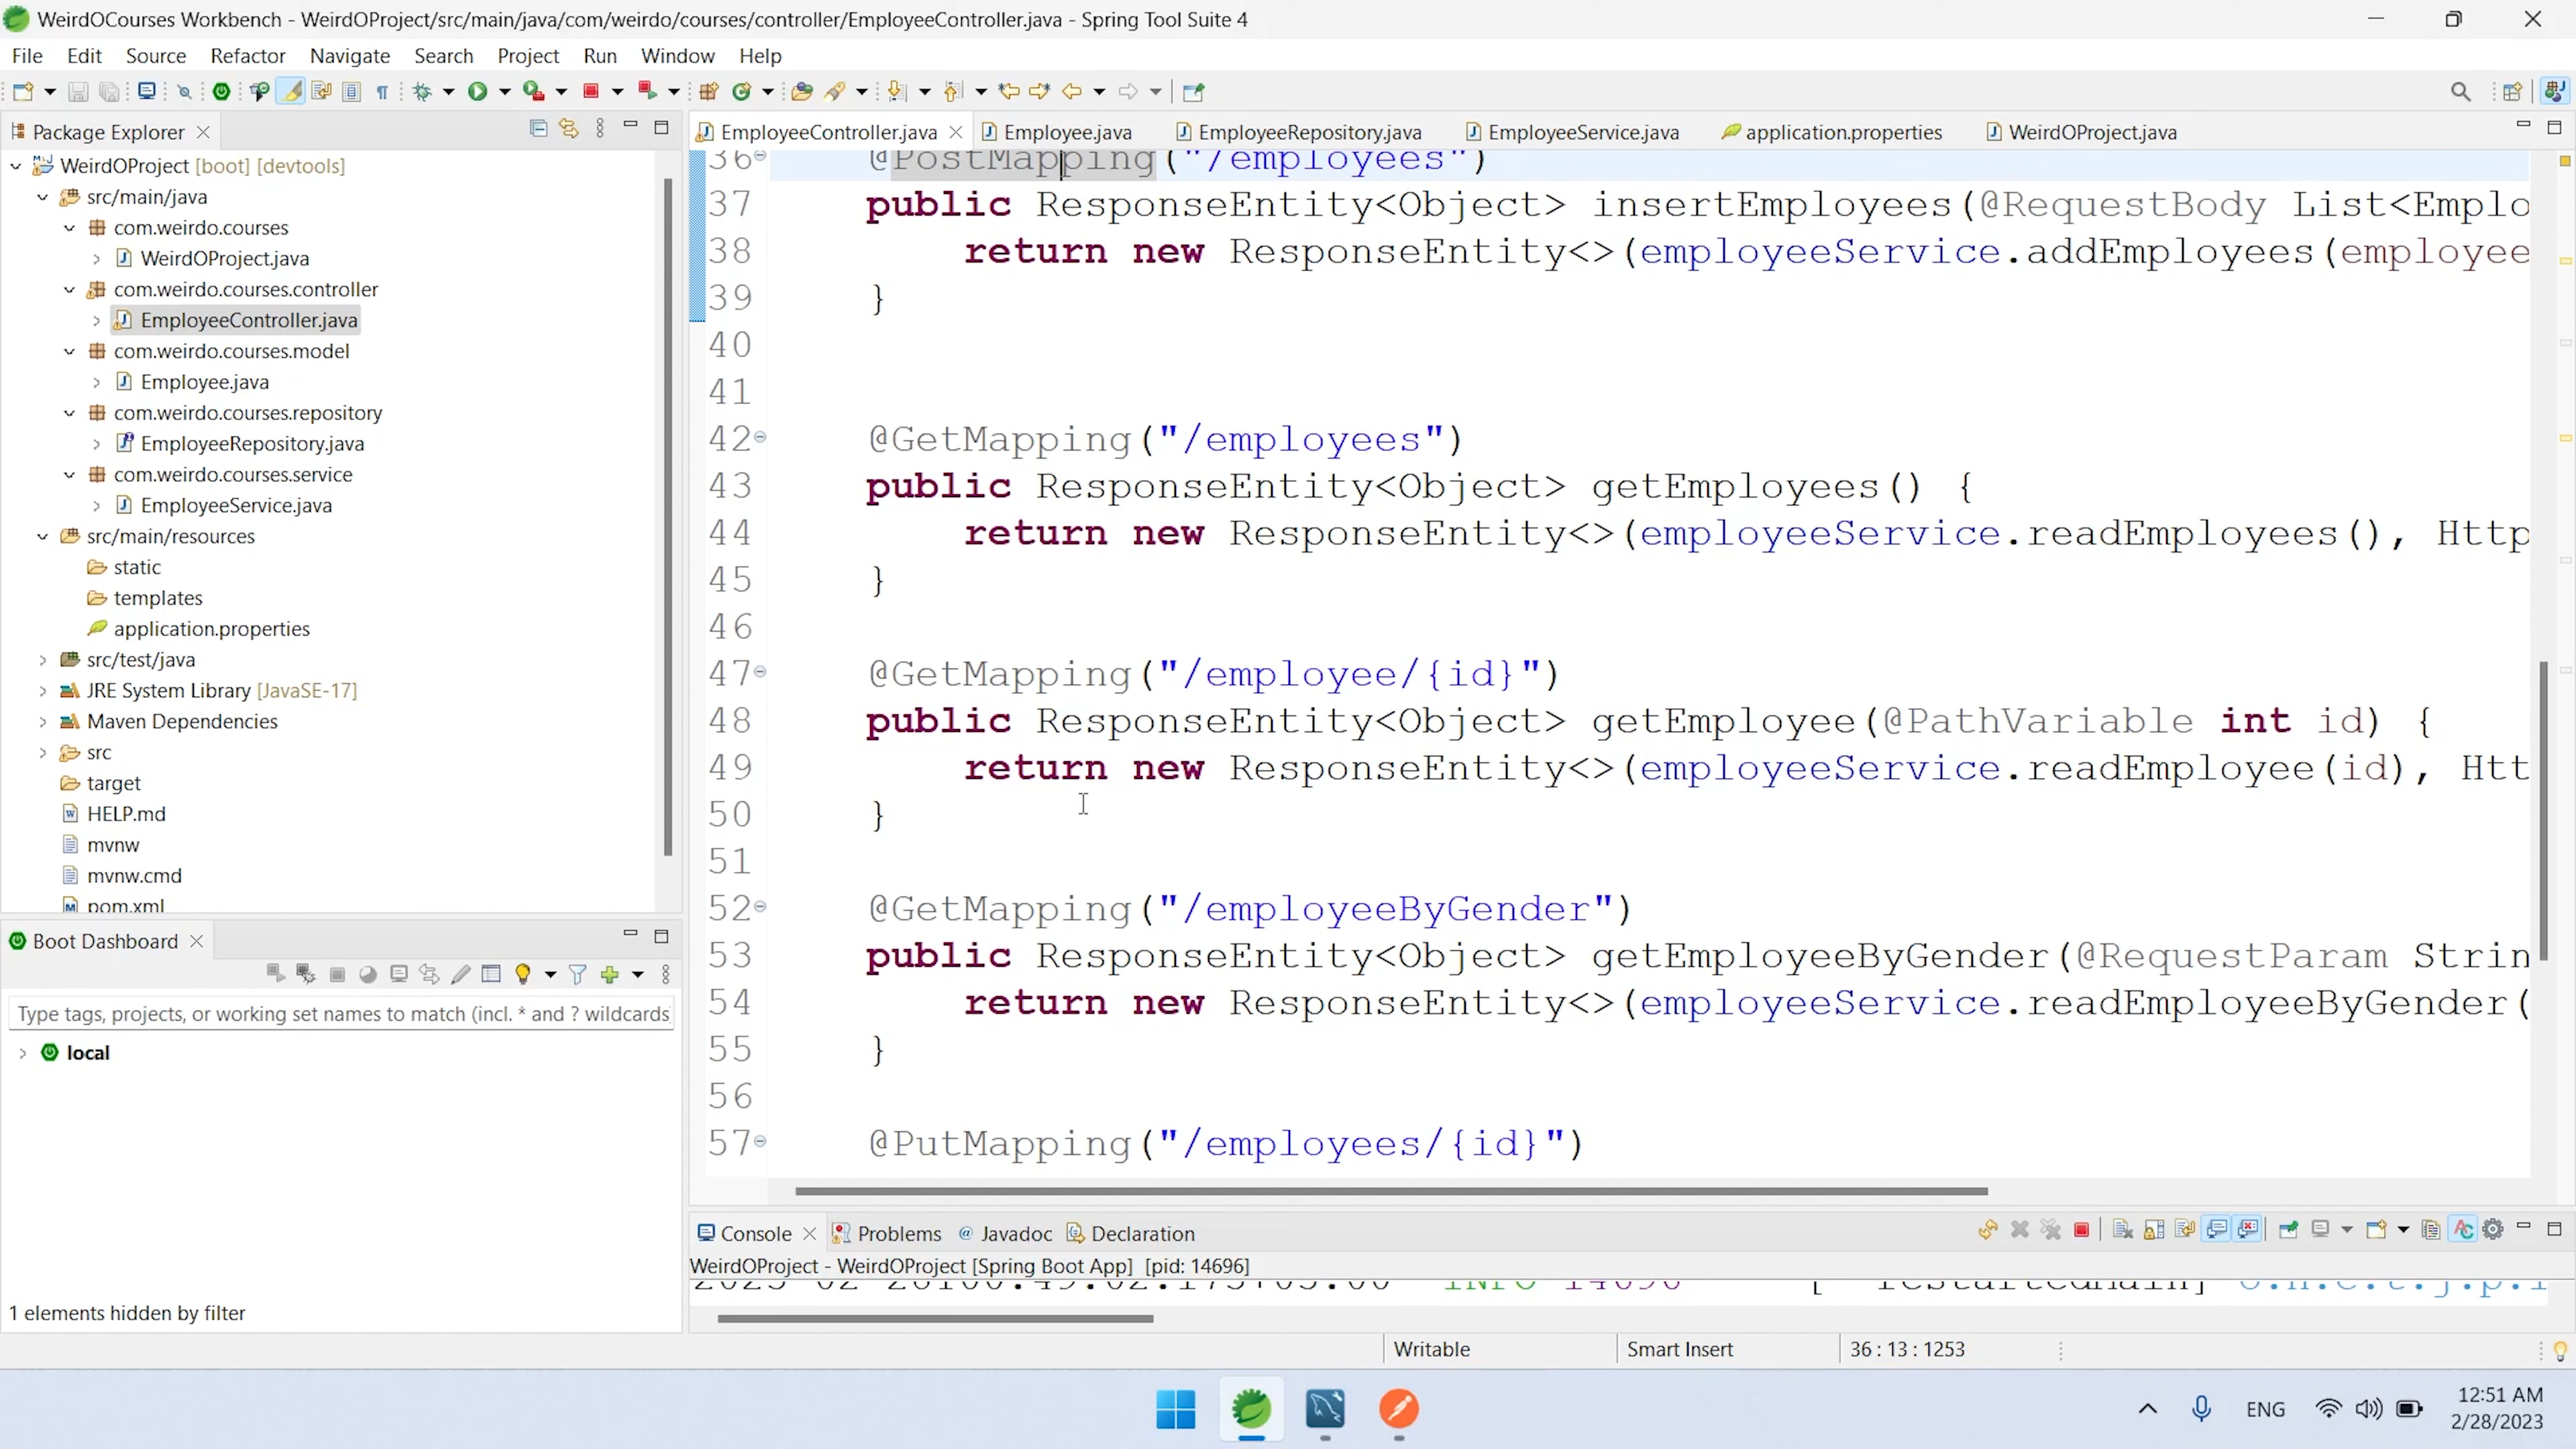 WeirdOCourses Workbench - WeirdOProject/src/main/java/com/weirdo/courses/controller/EmployeeController.java - Spring Tool Suite 4
File Edit Source Refactor Navigate Search Project Run Window Help
Package Explorer
WeirdOProject [boot] [devtools]
src/main/java
com.weirdo.courses
WeirdOProject.java
com.weirdo.courses.controller
EmployeeController.java
com.weirdo.courses.model
Employee.java
com.weirdo.courses.repository
EmployeeRepository.java
com.weirdo.courses.service
EmployeeService.java
src/main/resources
static
templates
application.properties
src/test/java
JRE System Library [JavaSE-17]
Maven Dependencies
src
target
HELP.md
mvnw
mvnw.cmd
pom.xml
Boot Dashboard
Type tags, projects, or working set names to match (incl. * and ? wildcards
local
1 elements hidden by filter
EmployeeController.java Employee.java EmployeeRepository.java EmployeeService.java application.properties WeirdOProject.java
36 @PostMapping("/employees")
37 public ResponseEntity<Object> insertEmployees(@RequestBody List<Emplo
38 return new ResponseEntity<>(employeeService.addEmployees(employee
39 }
40
41
42 @GetMapping("/employees")
43 public ResponseEntity<Object> getEmployees() {
44 return new ResponseEntity<>(employeeService.readEmployees(), Http
45 }
46
47 @GetMapping("/employee/{id}")
48 public ResponseEntity<Object> getEmployee(@PathVariable int id) {
49 return new ResponseEntity<>(employeeService.readEmployee(id), Htt
50 }
51
52 @GetMapping("/employeeByGender")
53 public ResponseEntity<Object> getEmployeeByGender(@RequestParam Strin
54 return new ResponseEntity<>(employeeService.readEmployeeByGender(
55 }
56
57 @PutMapping("/employees/{id}")
Console Problems @ Javadoc Declaration
WeirdOProject - WeirdOProject [Spring Boot App] [pid: 14696]
Writable Smart Insert 36 : 13 : 1253
ENG
12:51 AM
2/28/2023